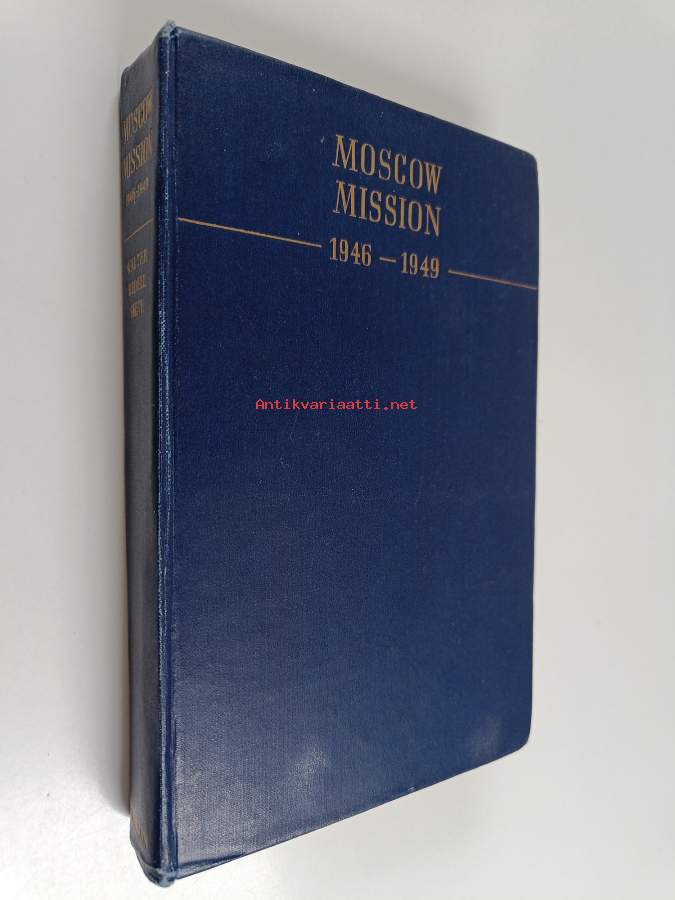 MOSCOW
MISSION
1946 — 1949
MOSCOW
MISSION
1946-1949
WALTER
BEDELL
SMITH
Antikvariaatti.net